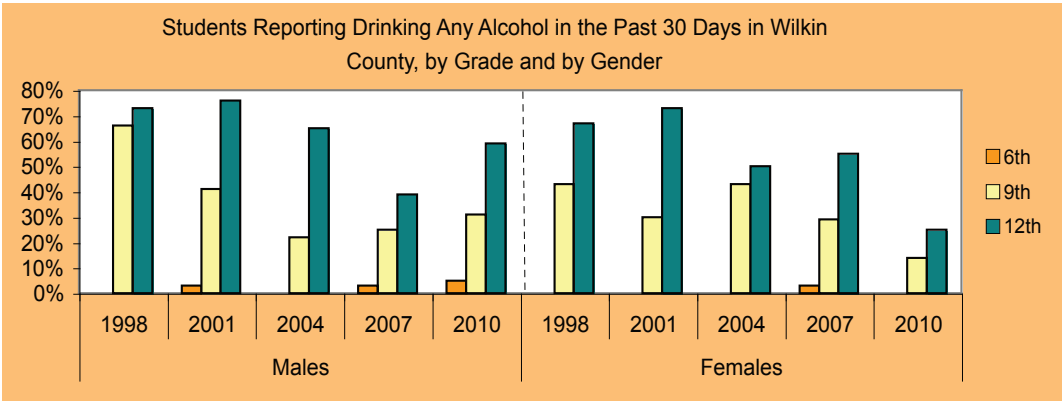 Students Reporting Drinking Any Alcohol in the Past 30 Days in Wilkin
County, by Grade and by Gender
80%
70%
60%
50%
40%
30%
20%
10%
0%
6th
9th
12th
1998 2001 2004 2007 2010 1998 2001 2004 2007 2010
Males Females